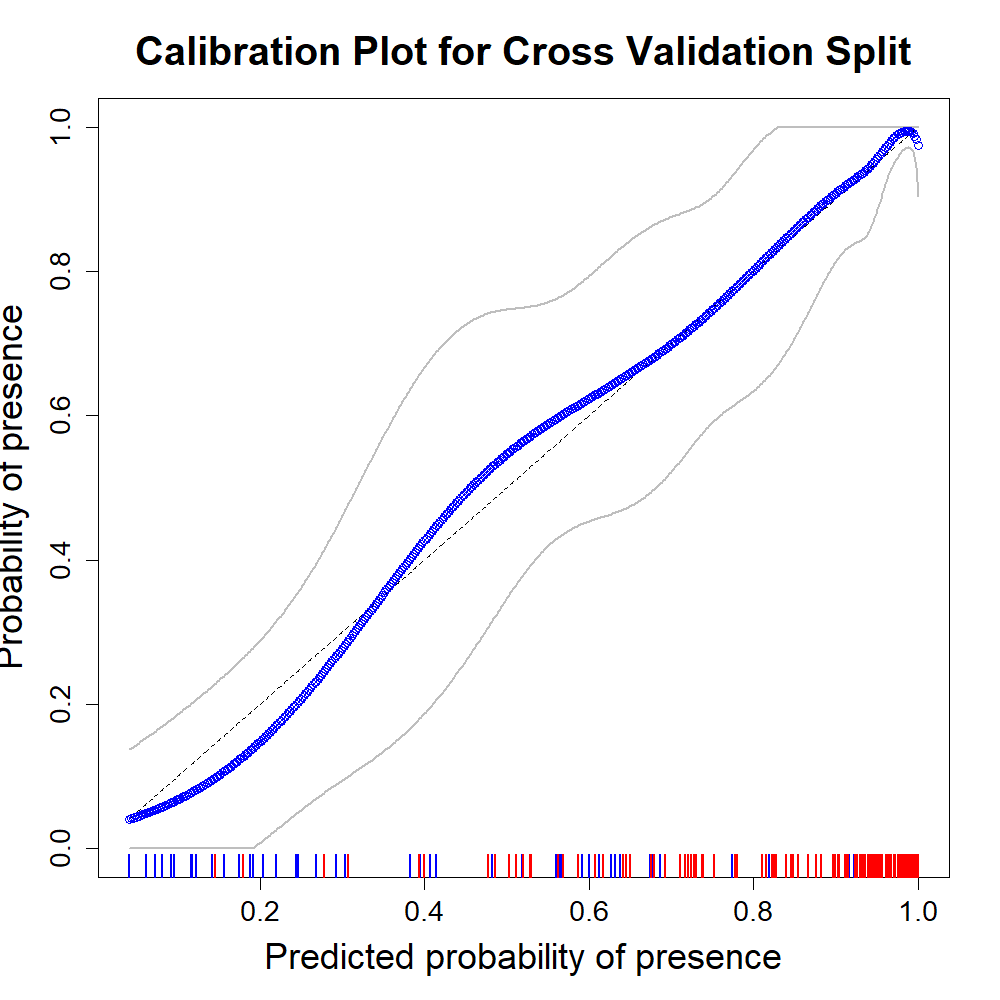 Calibration Plot for Cross Validation Split
Probability of presence
1.0
0.8
0.6
0.4
0.2
0.0
0.2 0.4 0.6 0.8 1.0
Predicted probability of presence